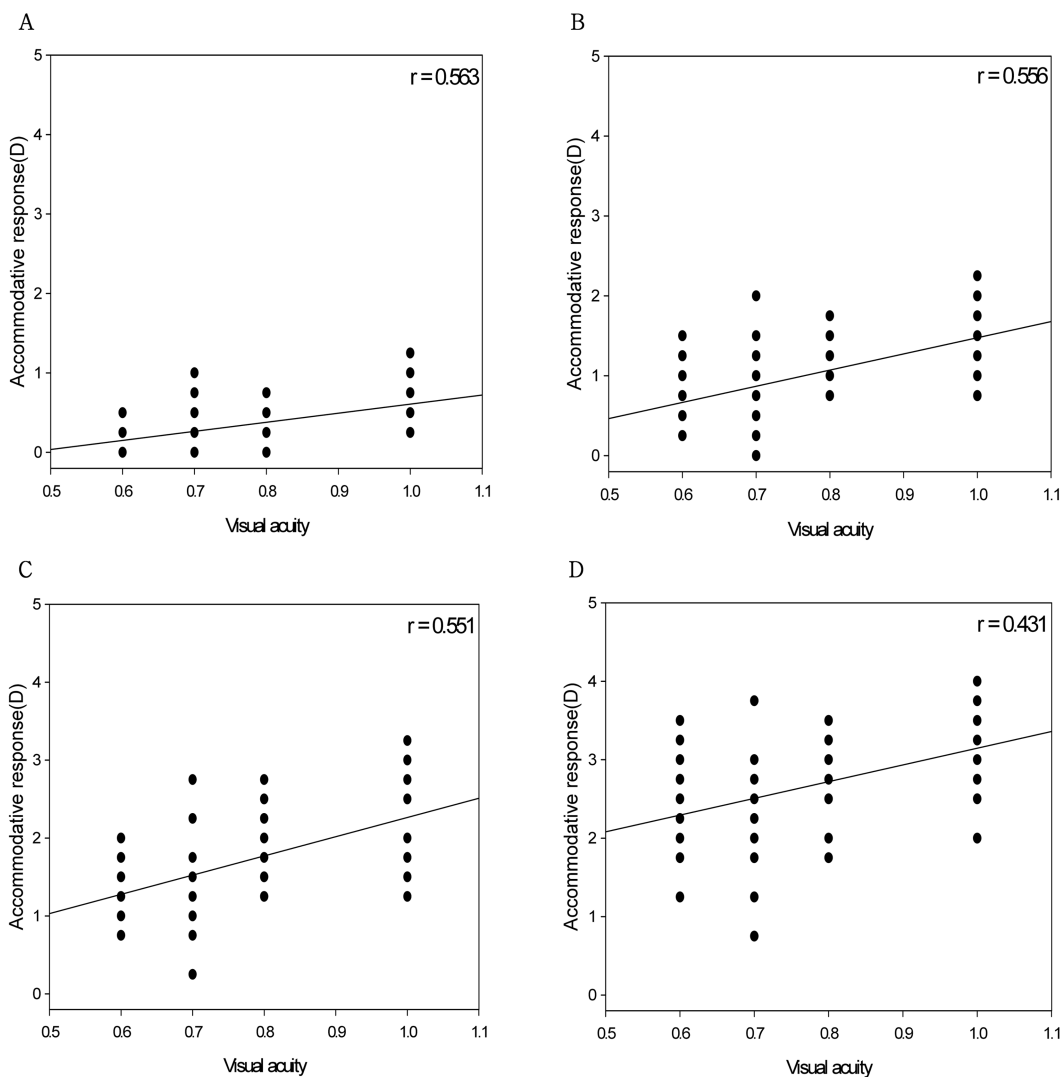 A
r = 0.563
Accommodative response(D)
5
4
3
2
1
0
0.5 0.6 0.7 0.8 0.9 1.0 1.1
Visual acuity
B
r = 0.556
Accommodative response(D)
5
4
3
2
1
0
0.5 0.6 0.7 0.8 0.9 1.0 1.1
Visual acuity
C
r = 0.551
Accommodative response(D)
5
4
3
2
1
0
0.5 0.6 0.7 0.8 0.9 1.0 1.1
Visual acuity
D
r = 0.431
Accommodative response(D)
5
4
3
2
1
0
0.5 0.6 0.7 0.8 0.9 1.0 1.1
Visual acuity